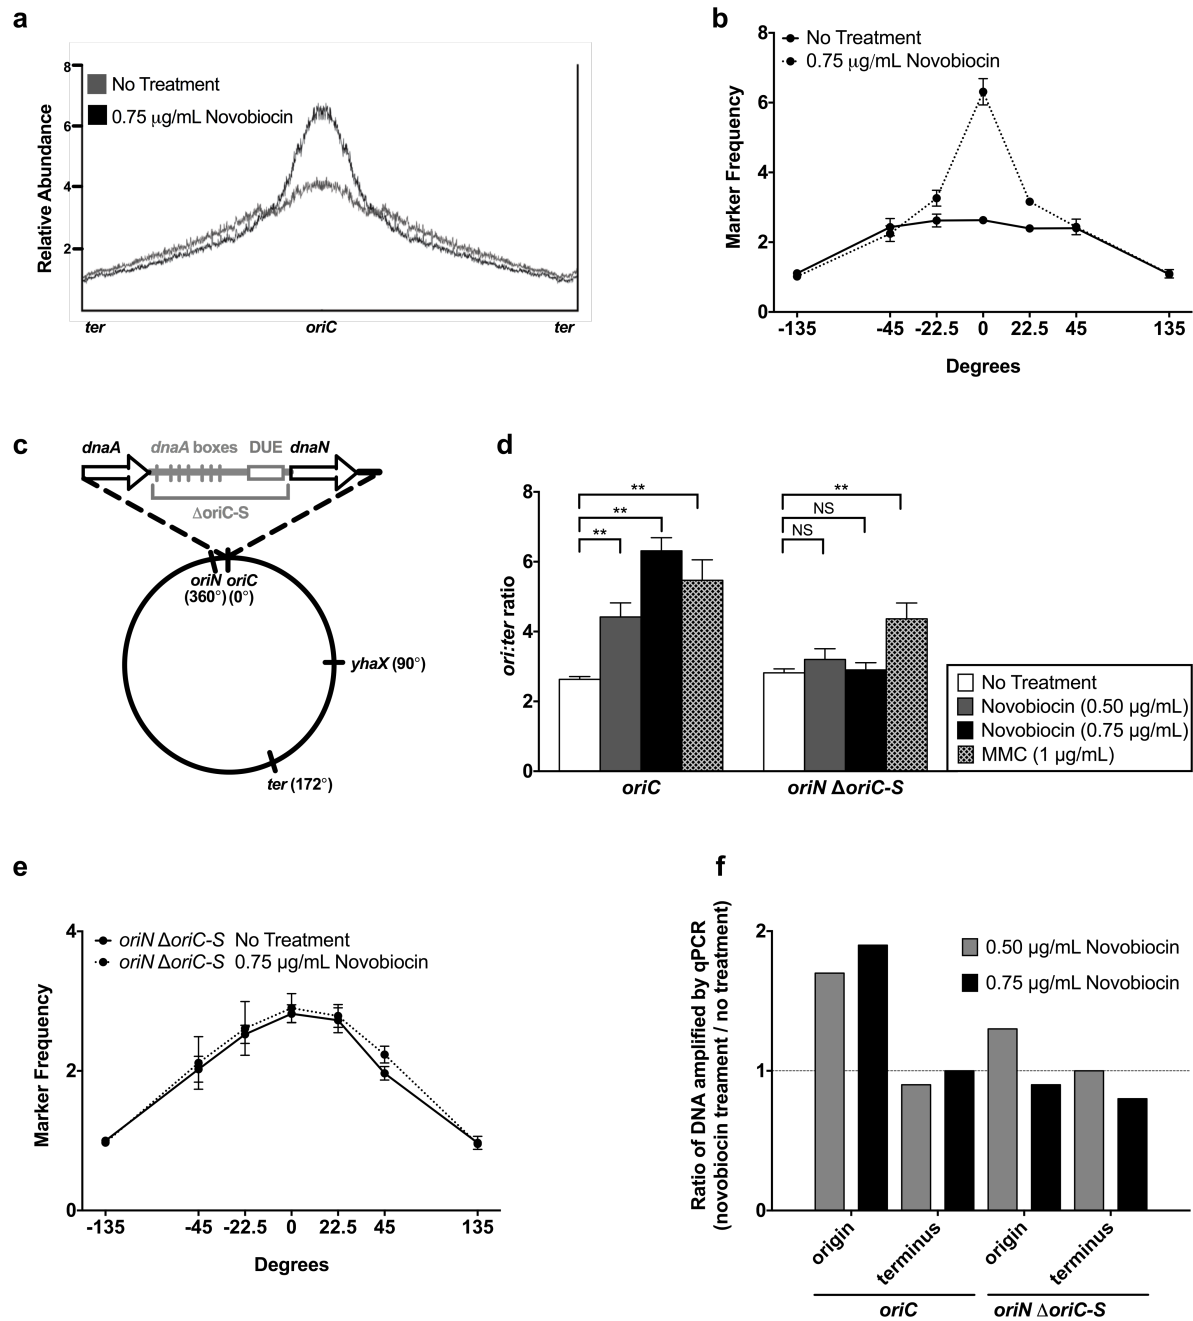 a
8
6
4
2
Relative Abundance
No Treatment
0.75 μg/mL Novobiocin
ter
oriC
ter
b
8
6
4
2
0
Marker Frequency
No Treatment
0.75 μg/mL Novobiocin
-135 -45 -22.5 0 22.5 45 135
Degrees
c
dnaA dnaA boxes DUE dnaN
ΔoriC-S
oriN oriC
(360°) (0°)
yhaX (90°)
ter (172°)
d
8
6
4
2
0
ori:ter ratio
**
**
**
**
NS
NS
oriC
oriN ΔoriC-S
No Treatment
Novobiocin (0.50 μg/mL)
Novobiocin (0.75 μg/mL)
MMC (1 μg/mL)
e
4
2
0
Marker Frequency
oriN ΔoriC-S No Treatment
oriN ΔoriC-S 0.75 μg/mL Novobiocin
-135 -45 -22.5 0 22.5 45 135
Degrees
f
2
1
0
Ratio of DNA amplified by qPCR
(novobiocin treament / no treatment)
0.50 μg/mL Novobiocin
0.75 μg/mL Novobiocin
origin
terminus
origin
terminus
oriC
oriN ΔoriC-S